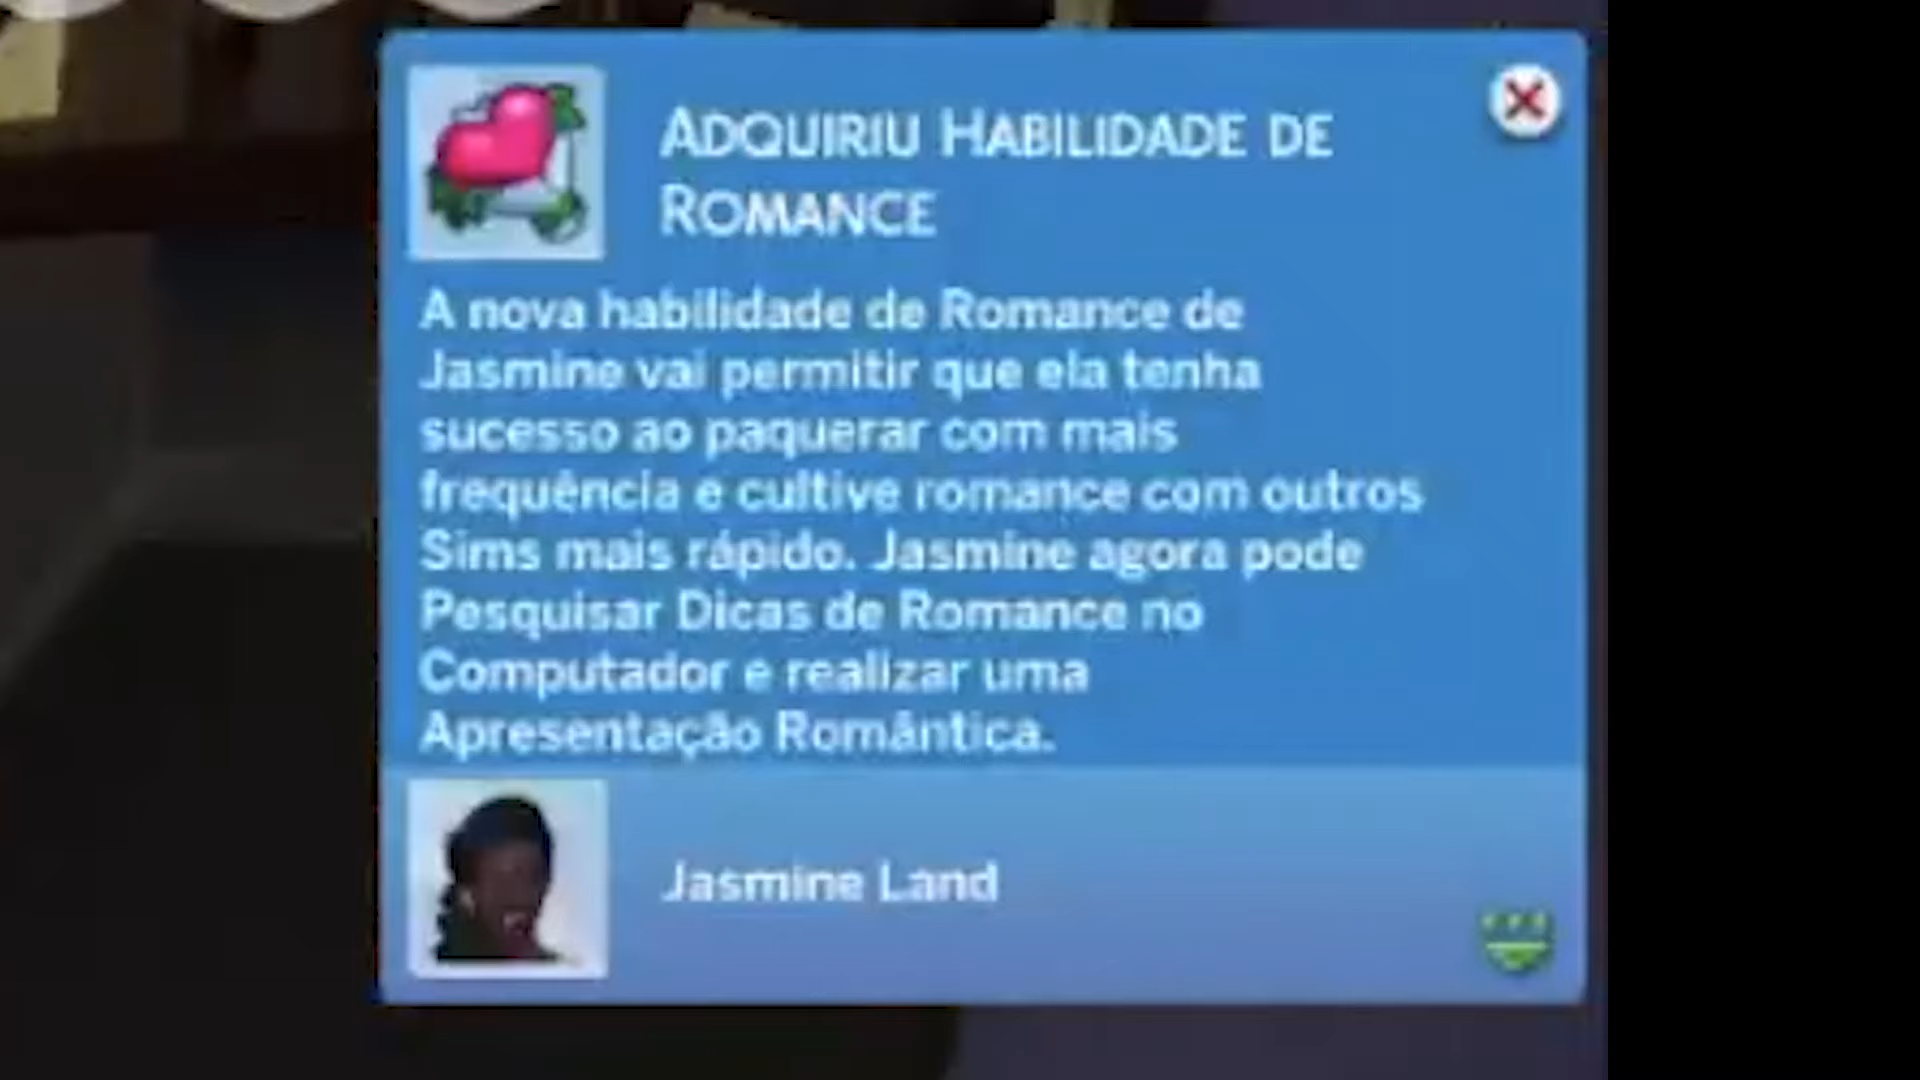 ADQUIRIU HABILIDADE DE
ROMANCE
A nova habilidade de Romance de
Jasmine vai permitir que ela tenha
sucesso ao paquerar com mais
frequência e cultive romance com outros
Sims mais rápido. Jasmine agora pode
Pesquisar Dicas de Romance no
Computador e realizar uma
Apresentação Romântica.
Jasmine Land